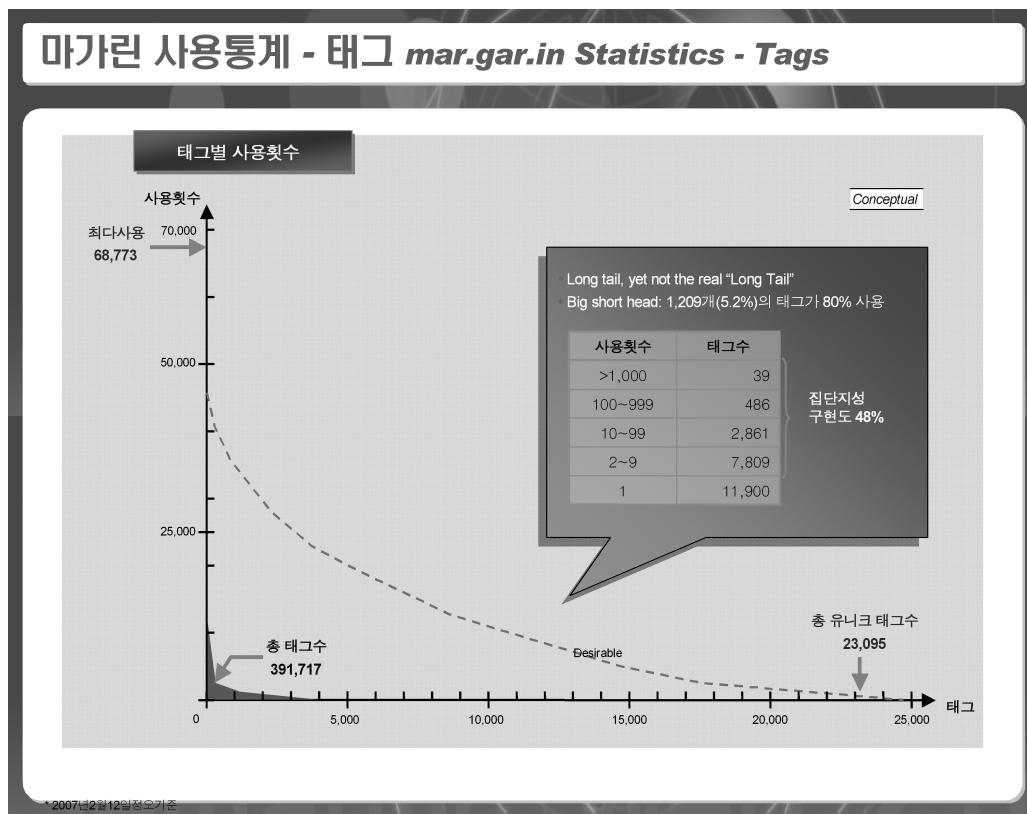 마가린 사용통계 - 태그 mar.gar.in Statistics - Tags
태그별 사용횟수
사용횟수
Conceptual
최다사용
68,773
70,000
50,000
25,000
• Long tail, yet not the real “Long Tail”
• Big short head: 1,209개(5.2%)의 태그가 80% 사용
사용횟수 태그수
>1,000 39
100~999 486
10~99 2,861
2~9 7,809
1 11,900
집단지성
구현도 48%
총 유니크 태그수
23,095
총 태그수
391,717
Desirable
태그
0 5,000 10,000 15,000 20,000 25,000
* 2007년2월12일정오기준